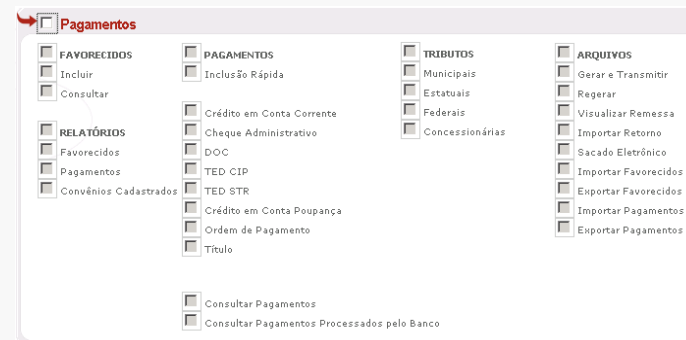 Pagamentos
FAVORECIDOS
Incluir
Consultar
RELATÓRIOS
Favorecidos
Pagamentos
Convênios Cadastrados
PAGAMENTOS
Inclusão Rápida
Crédito em Conta Corrente
Cheque Administrativo
DOC
TED CIP
TED STR
Crédito em Conta Poupança
Ordem de Pagamento
Título
Consultar Pagamentos
Consultar Pagamentos Processados pelo Banco
TRIBUTOS
Municipais
Estatuais
Federais
Concessionárias
ARQUIVOS
Gerar e Transmitir
Regerar
Visualizar Remessa
Importar Retorno
Sacado Eletrônico
Importar Favorecidos
Exportar Favorecidos
Importar Pagamentos
Exportar Pagamentos